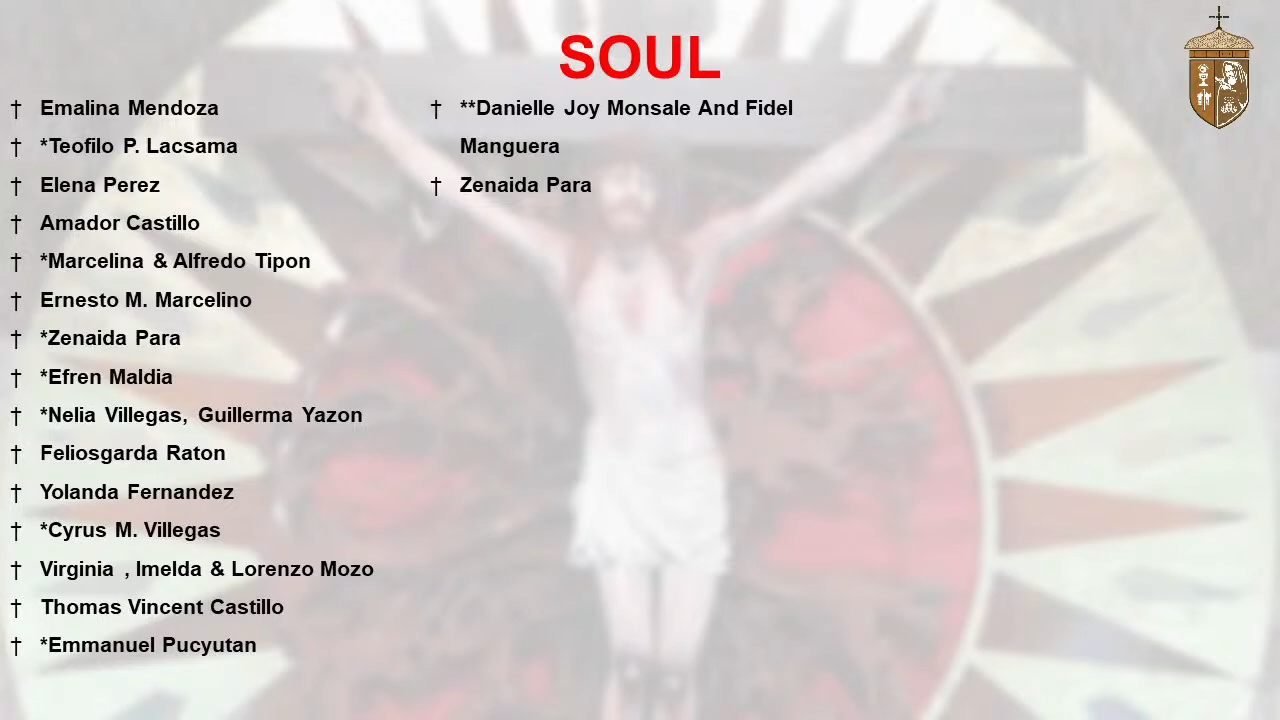 SOUL
† Emalina Mendoza
† *Teofilo P. Lacsama
† Elena Perez
† Amador Castillo
† *Marcelina & Alfredo Tipon
† Ernesto M. Marcelino
† *Zenaida Para
† *Efren Maldia
† *Nelia Villegas, Guillerma Yazon
† Feliosgarda Raton
† Yolanda Fernandez
† *Cyrus M. Villegas
† Virginia , Imelda & Lorenzo Mozo
† Thomas Vincent Castillo
† *Emmanuel Pucyutan
† **Danielle Joy Monsale And Fidel
Manguera
† Zenaida Para